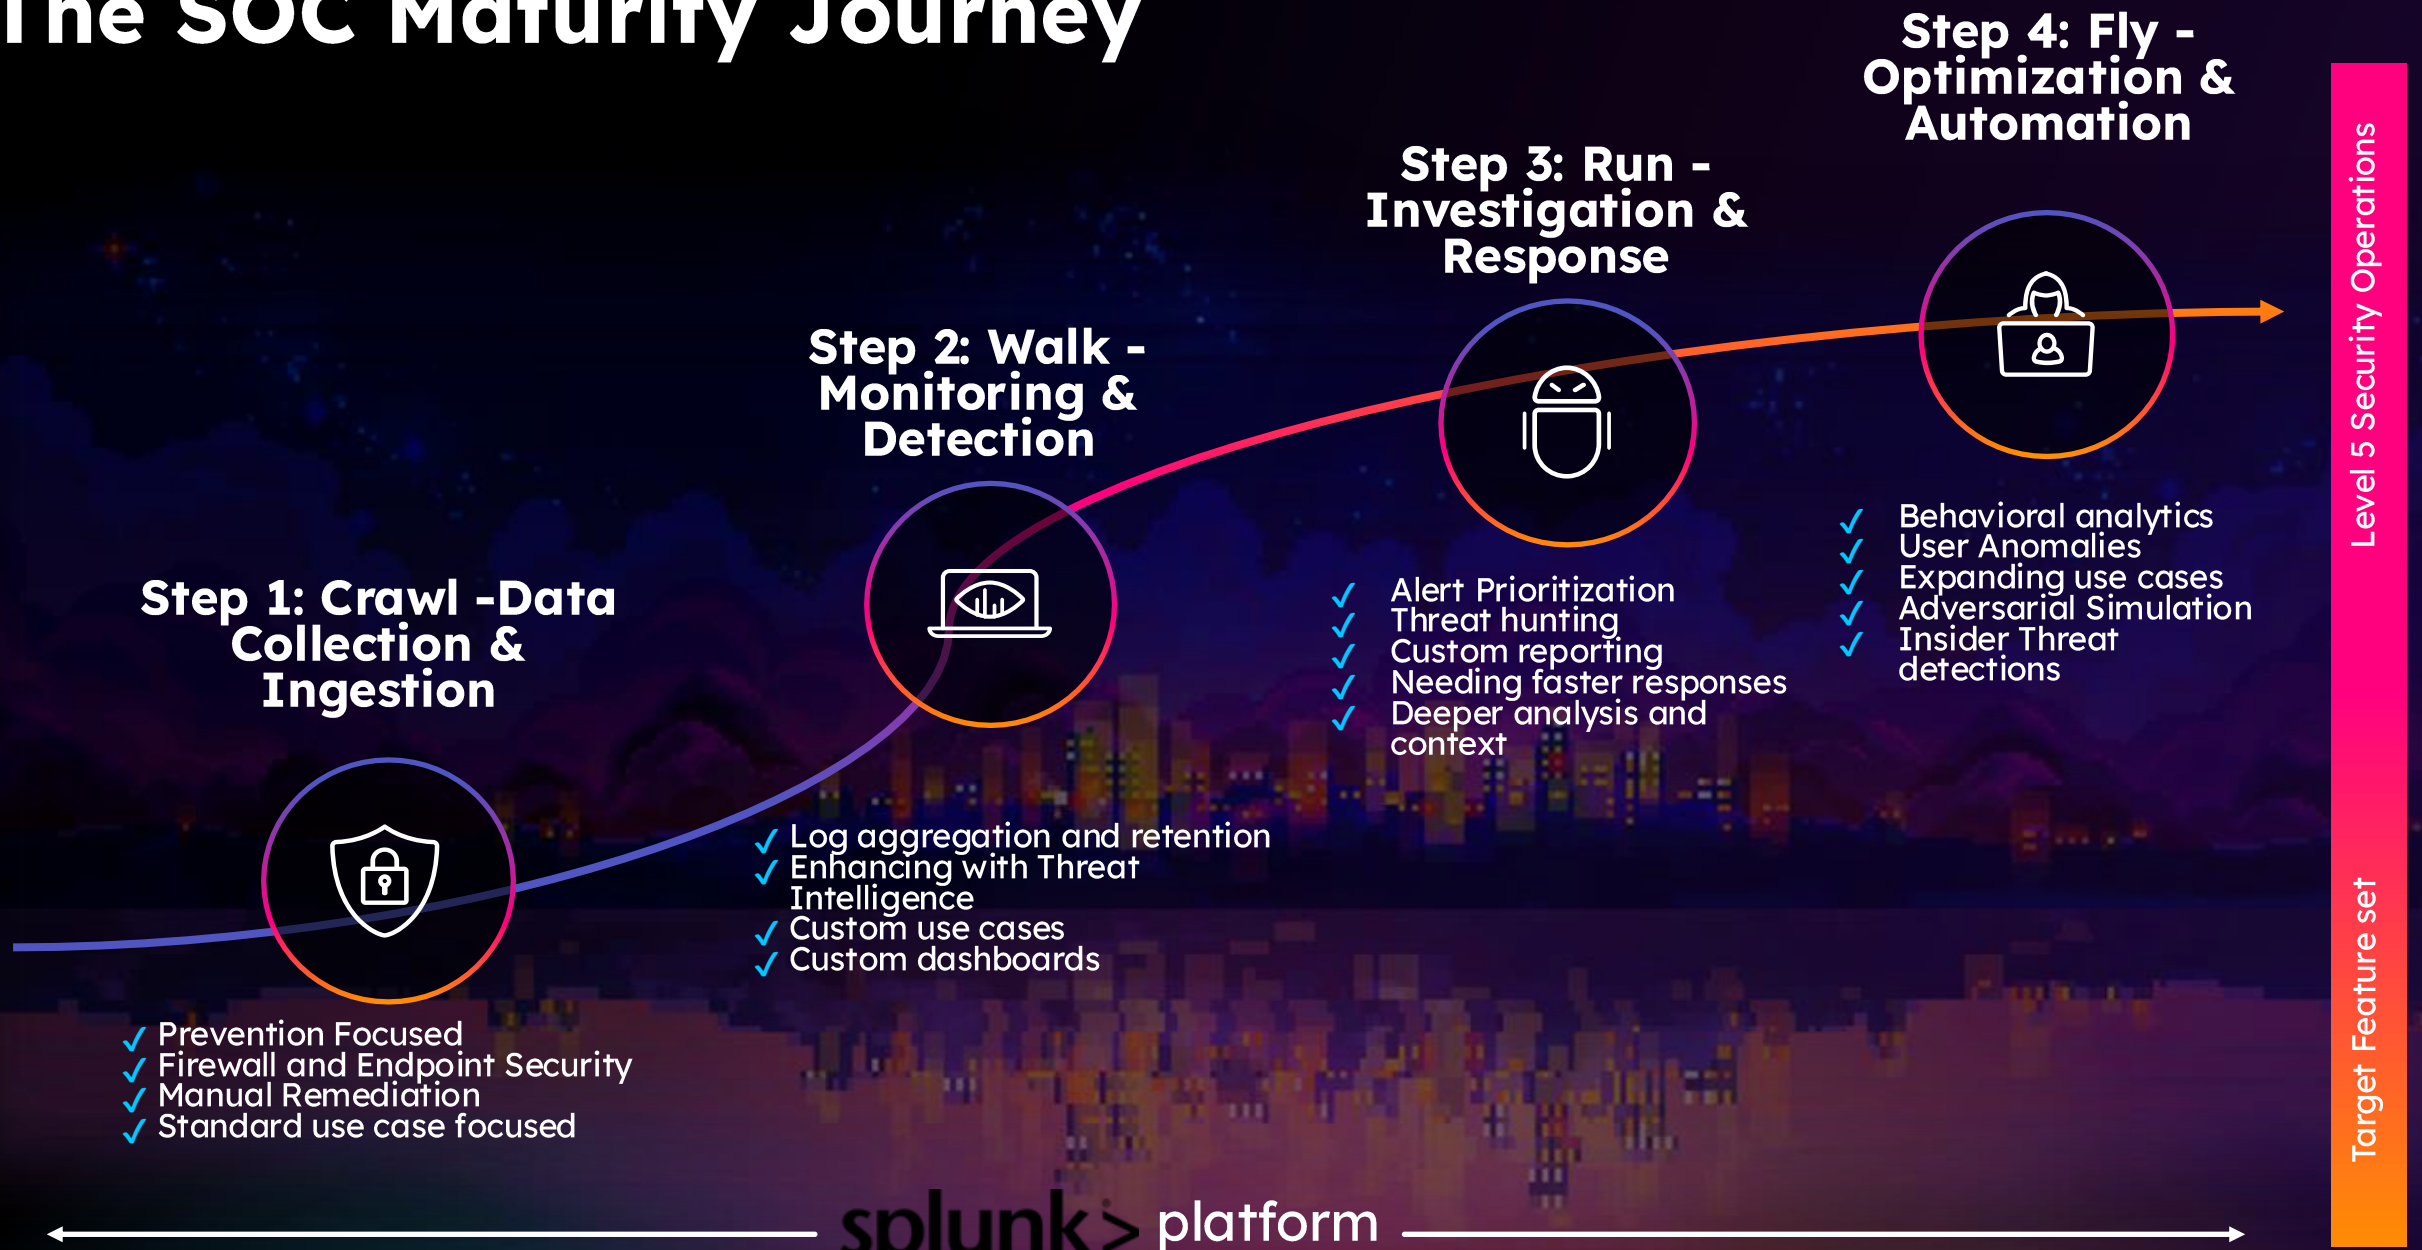 The SOC Maturity Journey
Step 1: Crawl -Data
Collection &
Ingestion
Prevention Focused
Firewall and Endpoint Security
Manual Remediation
Standard use case focused
Step 2: Walk -
Monitoring &
Detection
Log aggregation and retention
Enhancing with Threat
Intelligence
Custom use cases
Custom dashboards
Step 3: Run -
Investigation &
Response
Alert Prioritization
Threat hunting
Custom reporting
Needing faster responses
Deeper analysis and
context
Step 4: Fly -
Optimization &
Automation
Behavioral analytics
User Anomalies
Expanding use cases
Adversarial Simulation
Insider Threat
detections
Level 5 Security Operations
Target Feature set
splunk> platform